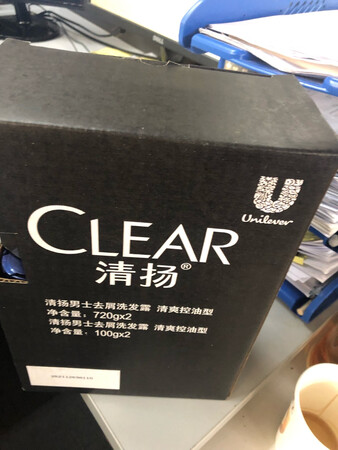 Unilever
CLEAR
清扬®
清扬男士去屑洗发露 清爽控油型
净含量：720gx2
清扬男士去屑洗发露 清爽控油型
净含量：100gx2